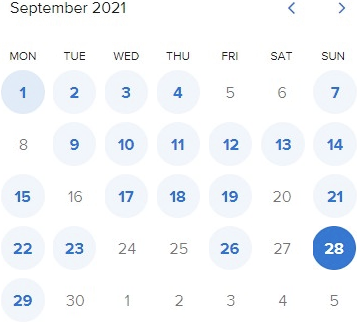 September 2021
MON TUE WED THU FRI SAT SUN
1 2 3 4 5 6 7
8 9 10 11 12 13 14
15 16 17 18 19 20 21
22 23 24 25 26 27 28
29 30 1 2 3 4 5